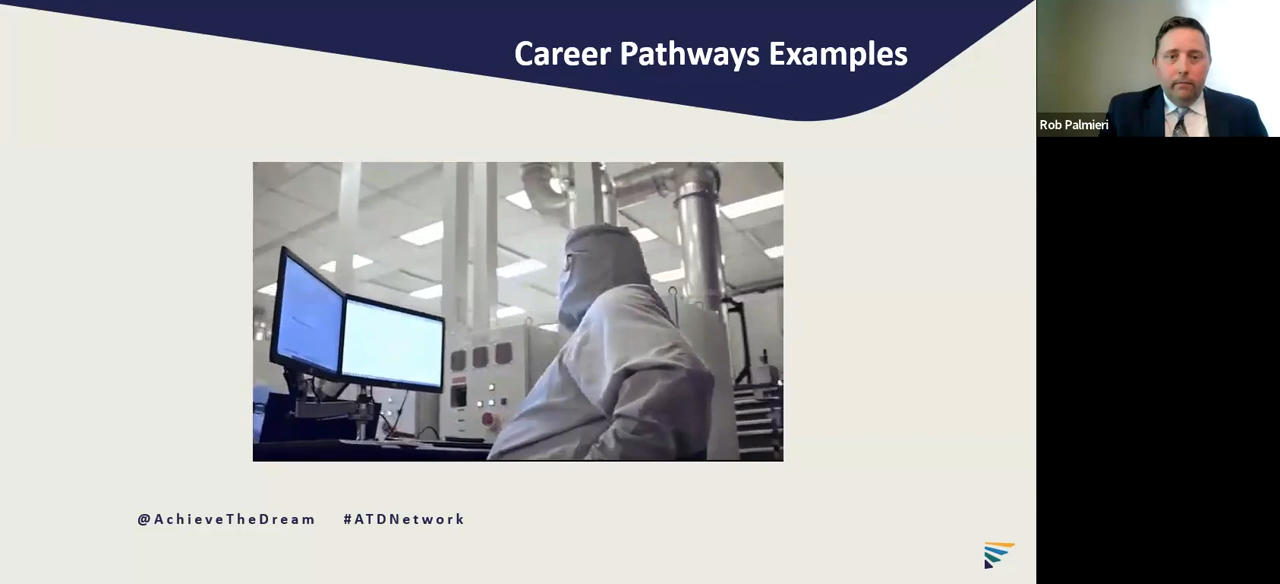 Career Pathways Examples
Rob Palmieri
@AchieveTheDream #ATDNetwork